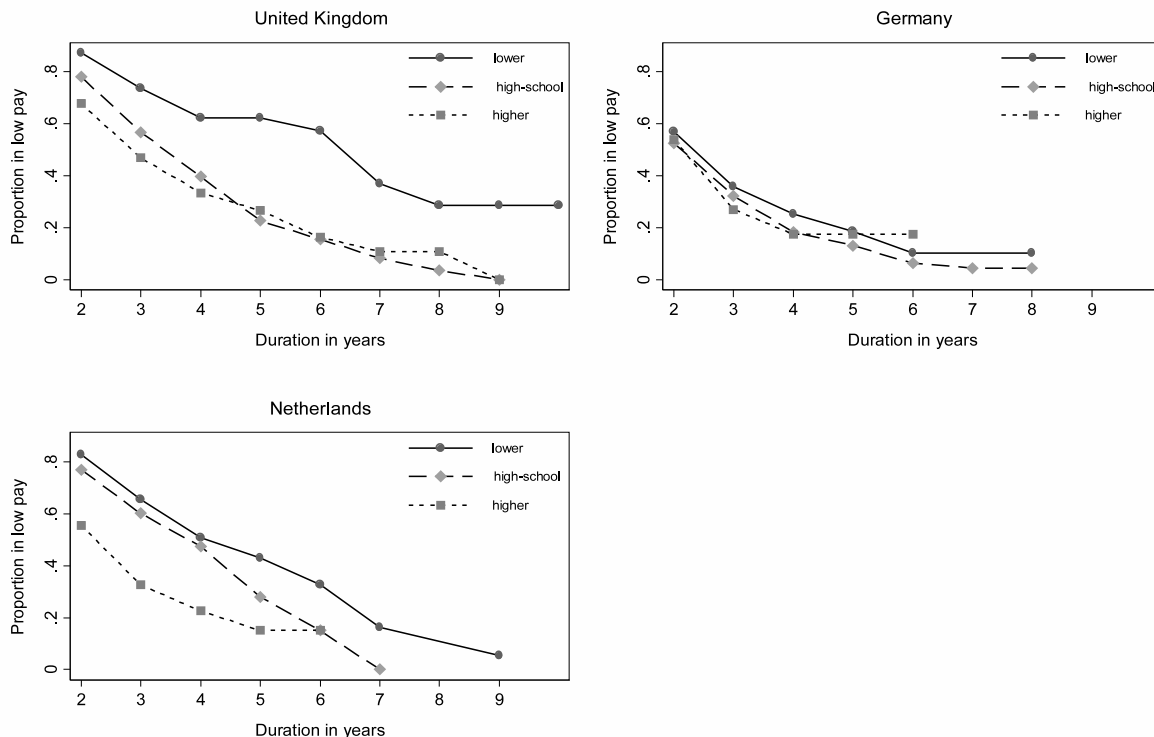 United Kingdom
Proportion in low pay
.8
.6
.4
.2
0
lower
high-school
higher
2 3 4 5 6 7 8 9
Duration in years
Germany
Proportion in low pay
.8
.6
.4
.2
0
lower
high-school
higher
2 3 4 5 6 7 8 9
Duration in years
Netherlands
Proportion in low pay
.8
.6
.4
.2
0
lower
high-school
higher
2 3 4 5 6 7 8 9
Duration in years